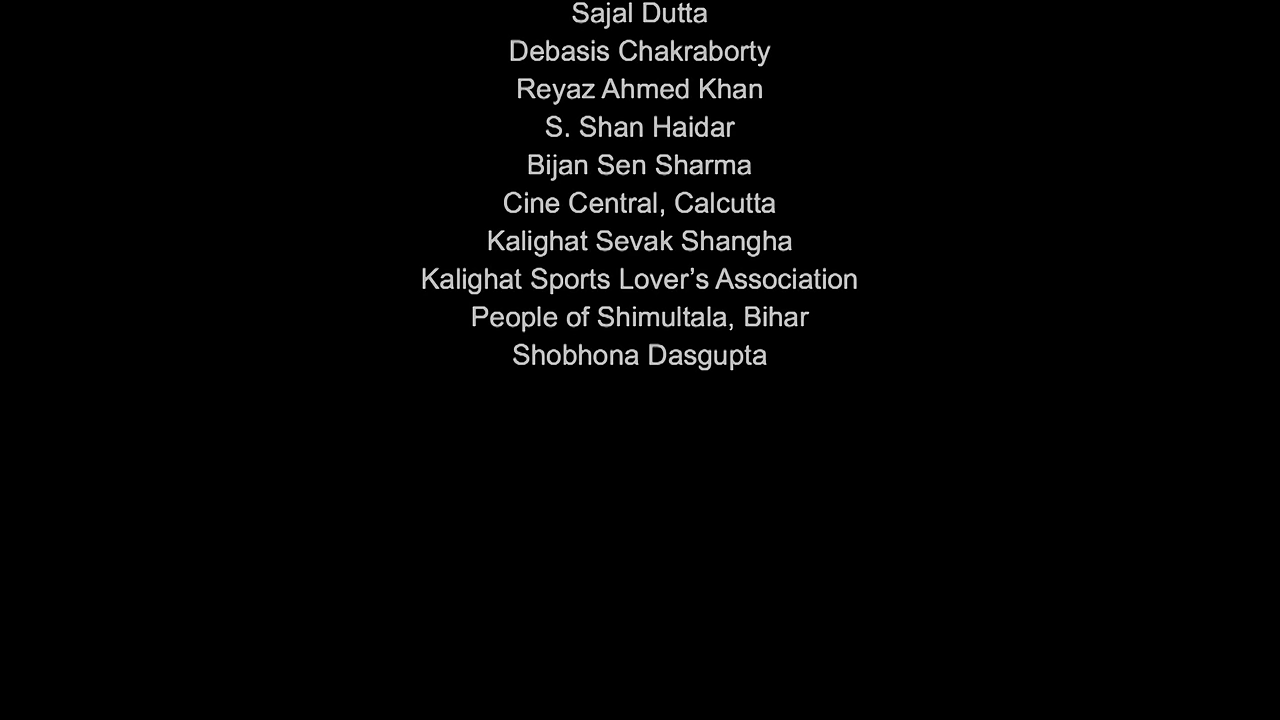 Sajal Dutta
Debasis Chakraborty
Reyaz Ahmed Khan
S. Shan Haidar
Bijan Sen Sharma
Cine Central, Calcutta
Kalighat Sevak Shangha
Kalighat Sports Lover’s Association
People of Shimultala, Bihar
Shobhona Dasgupta